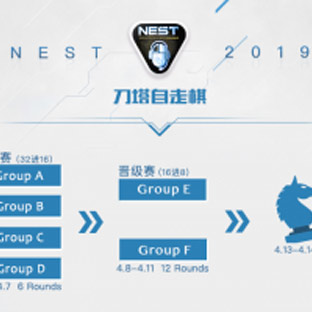 NEST 2019
NEST
刀塔自走棋
赛 (32进16)
Group A
Group B
Group C
Group D
4.7 6 Rounds
晋级赛 (16进8)
Group E
Group F
4.8-4.11 12 Rounds
4.13-4.14